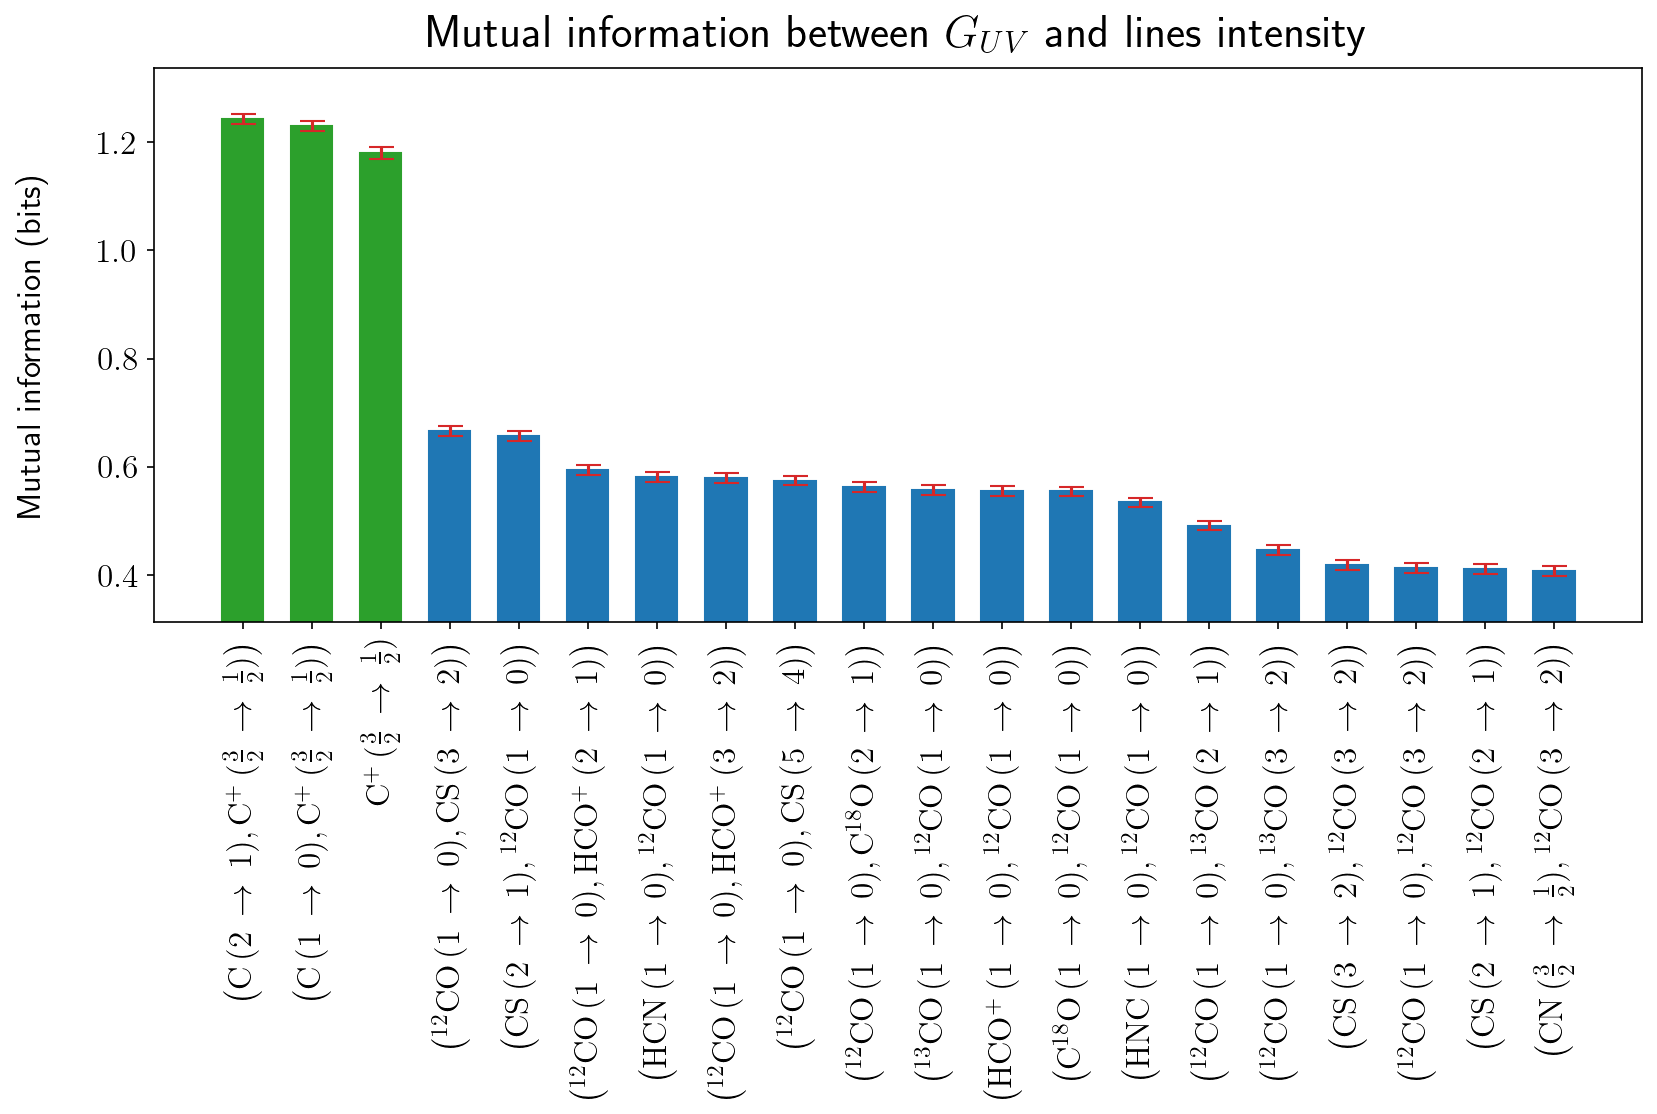 Mutual information between G_{UV} and lines intensity
Mutual information (bits)
1.2
1.0
0.8
0.6
0.4
(C (2 → 1), C⁺ (3/2 → 1/2))
(C (1 → 0), C⁺ (3/2 → 1/2))
C⁺ (3/2 → 1/2)
(¹²CO (1 → 0), CS (3 → 2))
(CS (2 → 1), ¹²CO (1 → 0))
(¹²CO (1 → 0), HCO⁺ (2 → 1))
(HCN (1 → 0), ¹²CO (1 → 0))
(¹²CO (1 → 0), HCO⁺ (3 → 2))
(¹²CO (1 → 0), CS (5 → 4))
(¹²CO (1 → 0), C¹⁸O (2 → 1))
(¹³CO (1 → 0), ¹²CO (1 → 0))
(HCO⁺ (1 → 0), ¹²CO (1 → 0))
(C¹⁸O (1 → 0), ¹²CO (1 → 0))
(HNC (1 → 0), ¹²CO (1 → 0))
(¹²CO (1 → 0), ¹³CO (2 → 1))
(¹²CO (1 → 0), ¹³CO (3 → 2))
(CS (3 → 2), ¹²CO (3 → 2))
(¹²CO (1 → 0), ¹²CO (3 → 2))
(CS (2 → 1), ¹²CO (2 → 1))
(CN (3/2 → 1/2), ¹²CO (3 → 2))